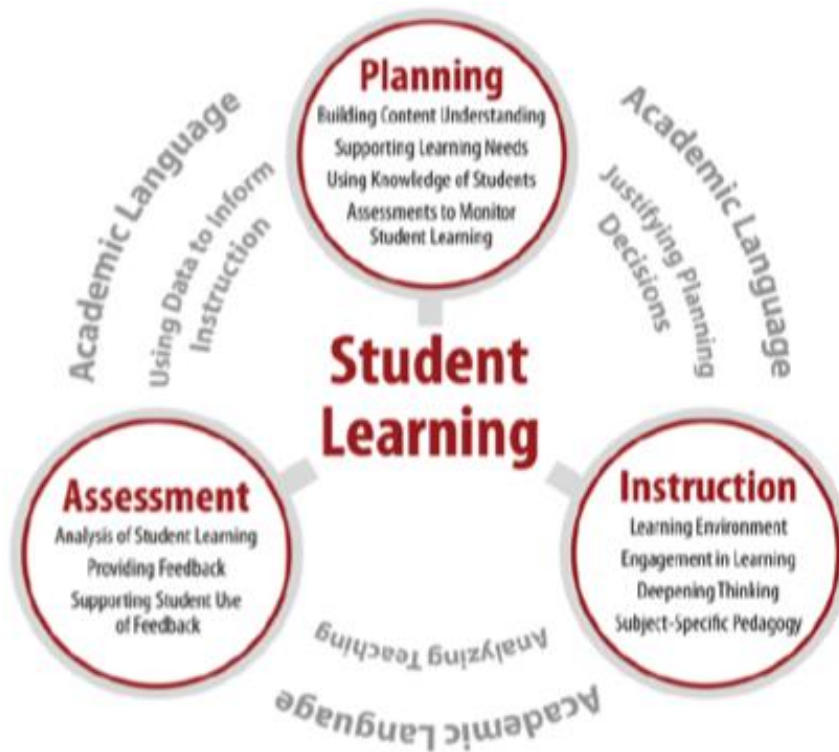 Planning
Building Content Understanding
Supporting Learning Needs
Using Knowledge of Students
Assessments to Monitor
Student Learning
Academic Language
Using Data to Inform
Instruction
Academic Language
Justifying Planning
Decisions
Student
Learning
Assessment
Analysis of Student Learning
Providing Feedback
Supporting Student Use
of Feedback
Instruction
Learning Environment
Engagement in Learning
Deepening Thinking
Subject-Specific Pedagogy
Analyzing Teaching
Academic Language